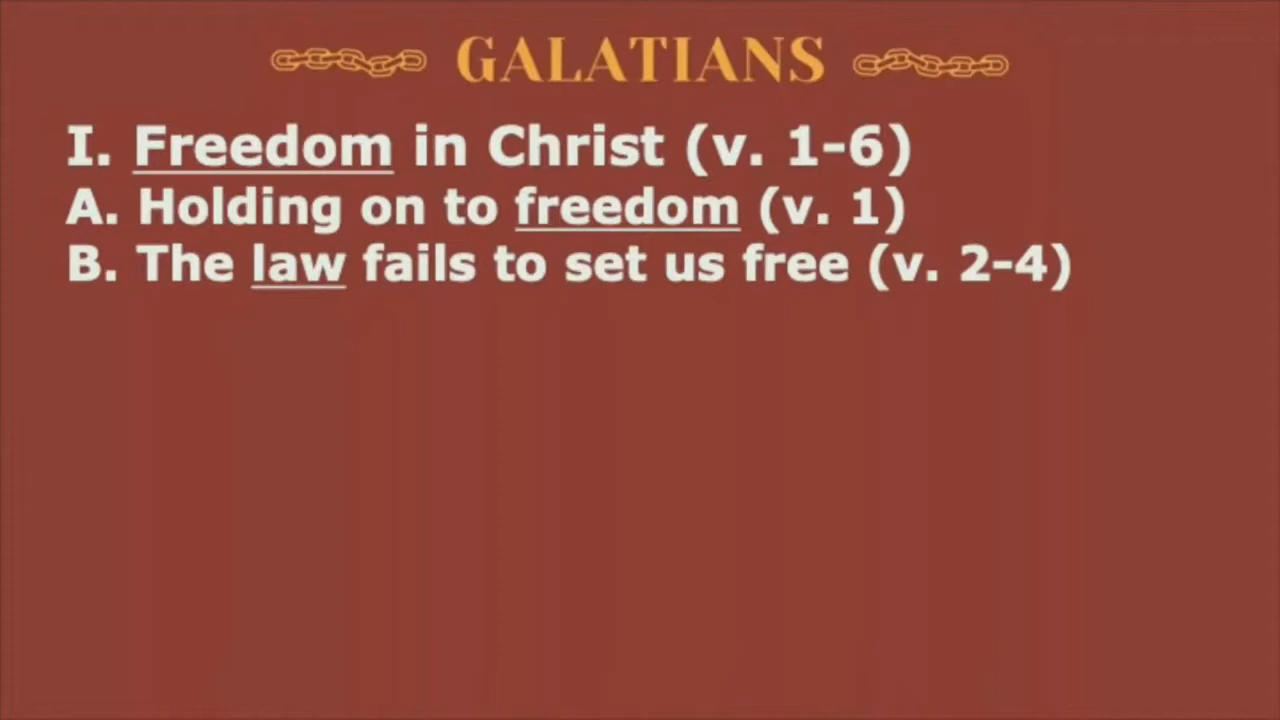 GALATIANS
I. Freedom in Christ (v. 1-6)
A. Holding on to freedom (v. 1)
B. The law fails to set us free (v. 2-4)